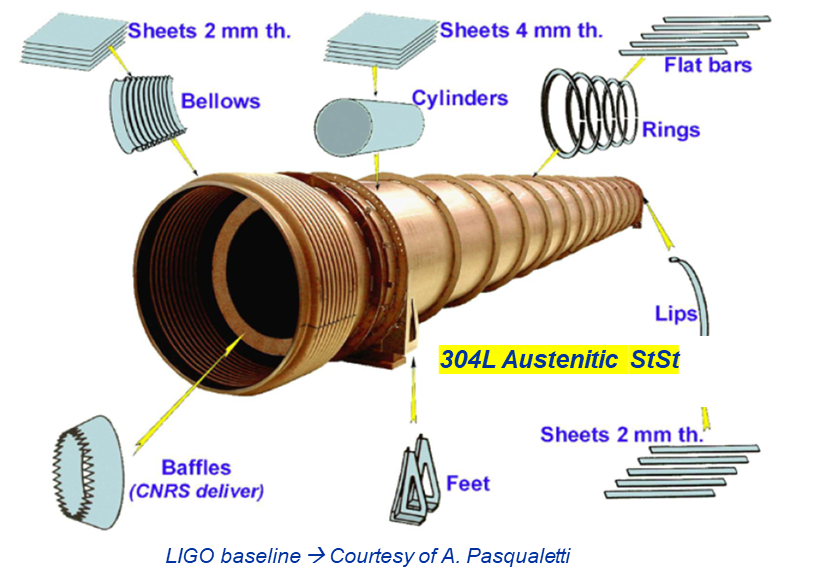 Sheets 2 mm th.
Sheets 4 mm th.
Flat bars
Bellows
Cylinders
Rings
Lips
304L Austenitic StSt
Sheets 2 mm th.
Baffles
(CNRS deliver)
Feet
LIGO baseline → Courtesy of A. Pasqualetti